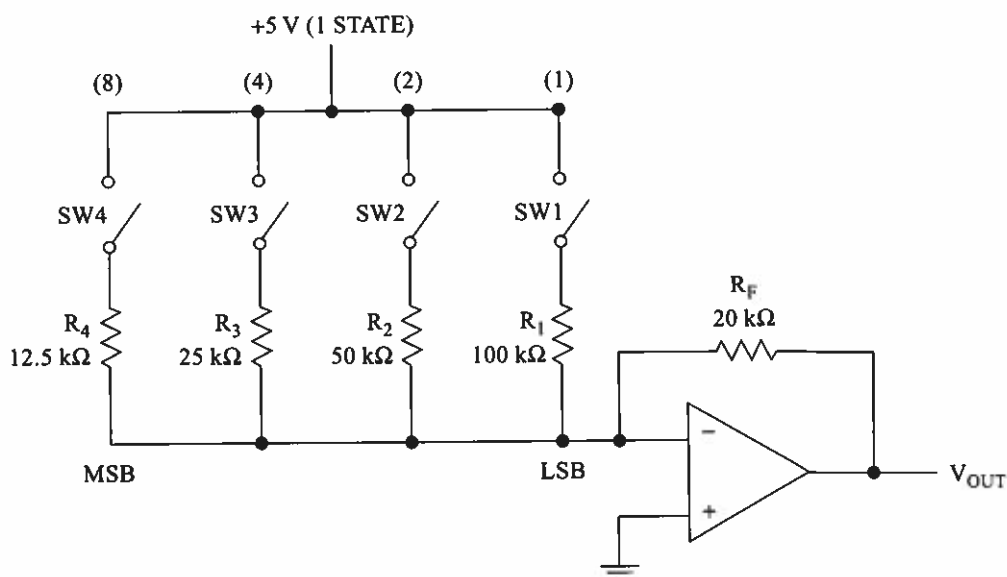 +5 V (1 STATE)
(8) (4) (2) (1)
SW4 SW3 SW2 SW1
R4 R3 R2 R1
12.5 kΩ 25 kΩ 50 kΩ 100 kΩ
RF
20 kΩ
MSB LSB
−
+
VOUT